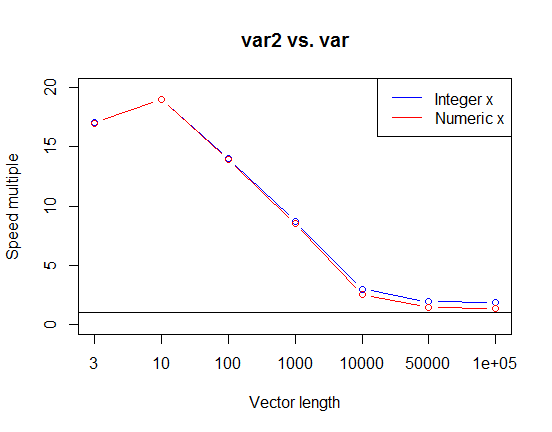 var2 vs. var
Speed multiple
20
15
10
5
0
Integer x
Numeric x
3 10 100 1000 10000 50000 1e+05
Vector length